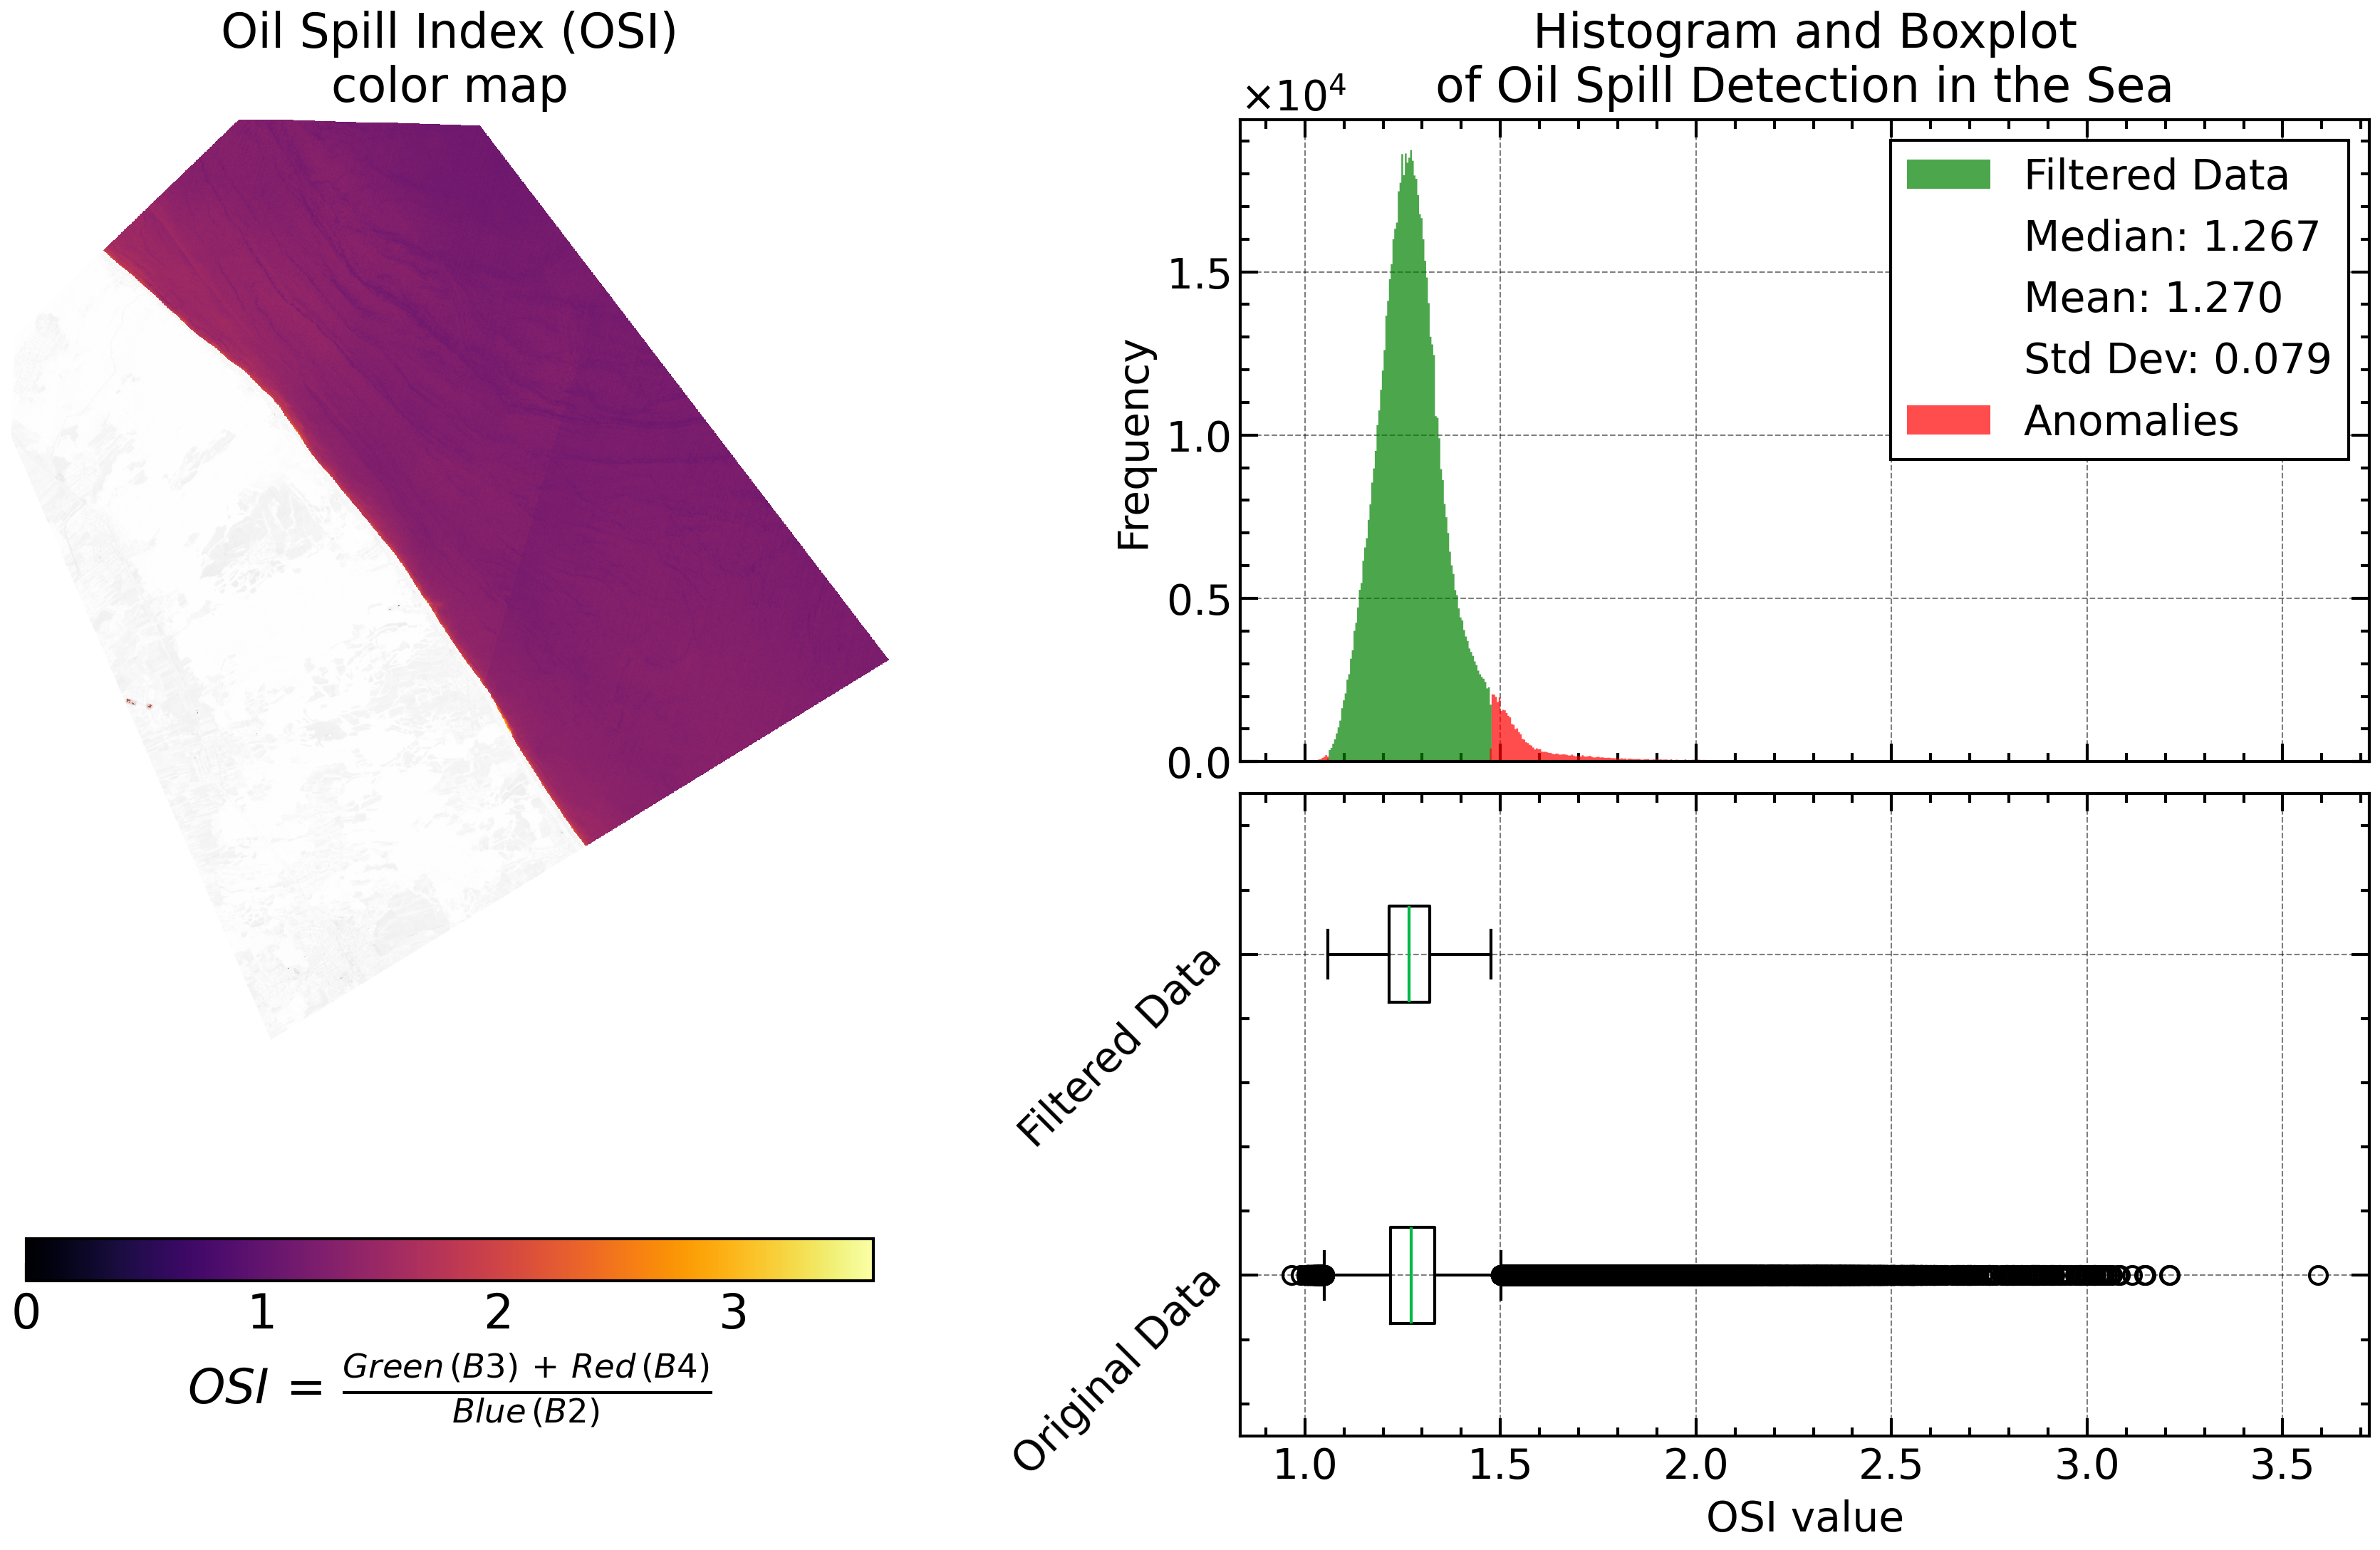 Oil Spill Index (OSI)
color map
0 1 2 3
OSI = Green (B3) + Red (B4) / Blue (B2)
Histogram and Boxplot
of Oil Spill Detection in the Sea
×10⁴
Frequency
1.5
1.0
0.5
0.0
Filtered Data
Median: 1.267
Mean: 1.270
Std Dev: 0.079
Anomalies
Filtered Data
Original Data
1.0 1.5 2.0 2.5 3.0 3.5
OSI value